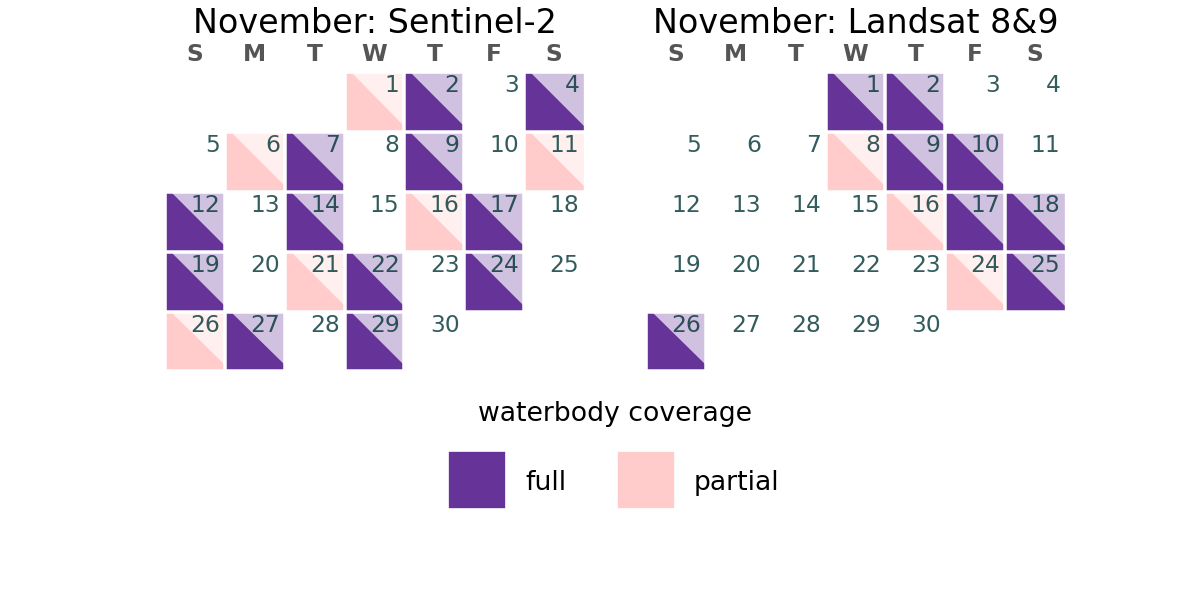 November: Sentinel-2
S M T W T F S
1 2 3 4
5 6 7 8 9 10 11
12 13 14 15 16 17 18
19 20 21 22 23 24 25
26 27 28 29 30
November: Landsat 8&9
S M T W T F S
1 2 3 4
5 6 7 8 9 10 11
12 13 14 15 16 17 18
19 20 21 22 23 24 25
26 27 28 29 30
waterbody coverage
full
partial